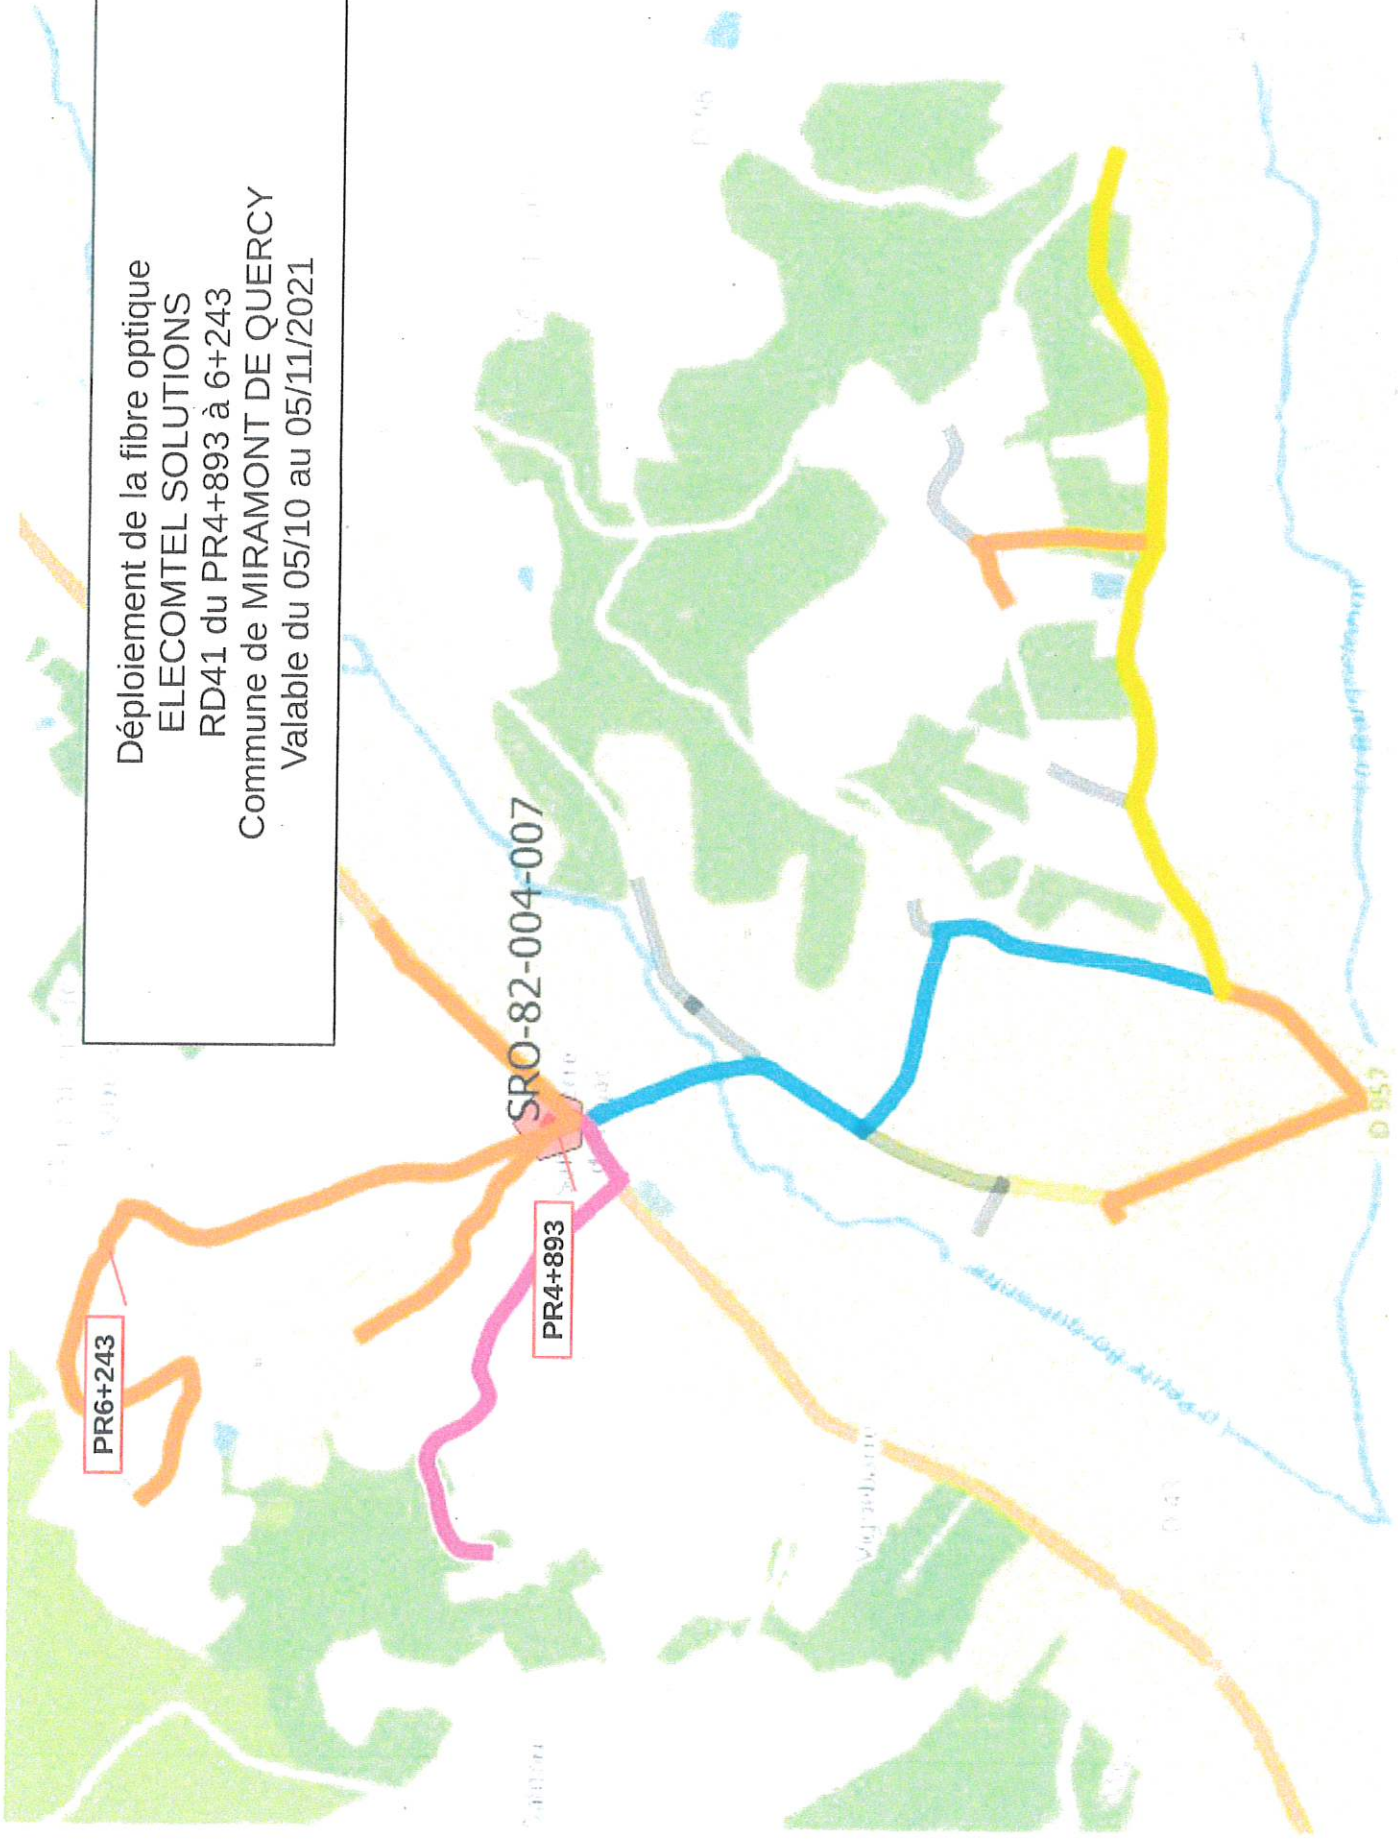 Déploiement de la fibre optique
ELECOMTEL SOLUTIONS
RD41 du PR4+893 à 6+243
Commune de MIRAMONT DE QUERCY
Valable du 05/10 au 05/11/2021
SRO-82-004-007
PR6+243
PR4+893
D 957
D 43